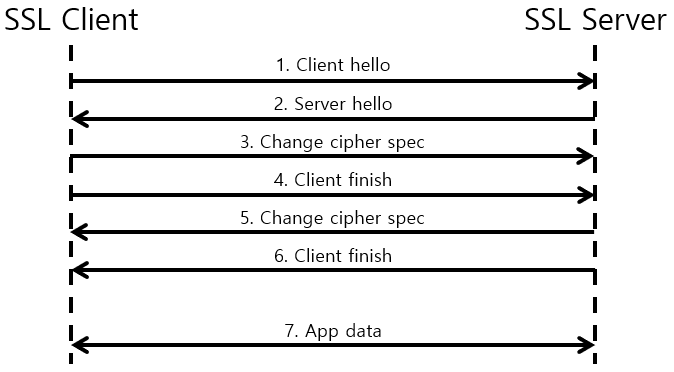 SSL Client
SSL Server
1. Client hello
2. Server hello
3. Change cipher spec
4. Client finish
5. Change cipher spec
6. Client finish
7. App data